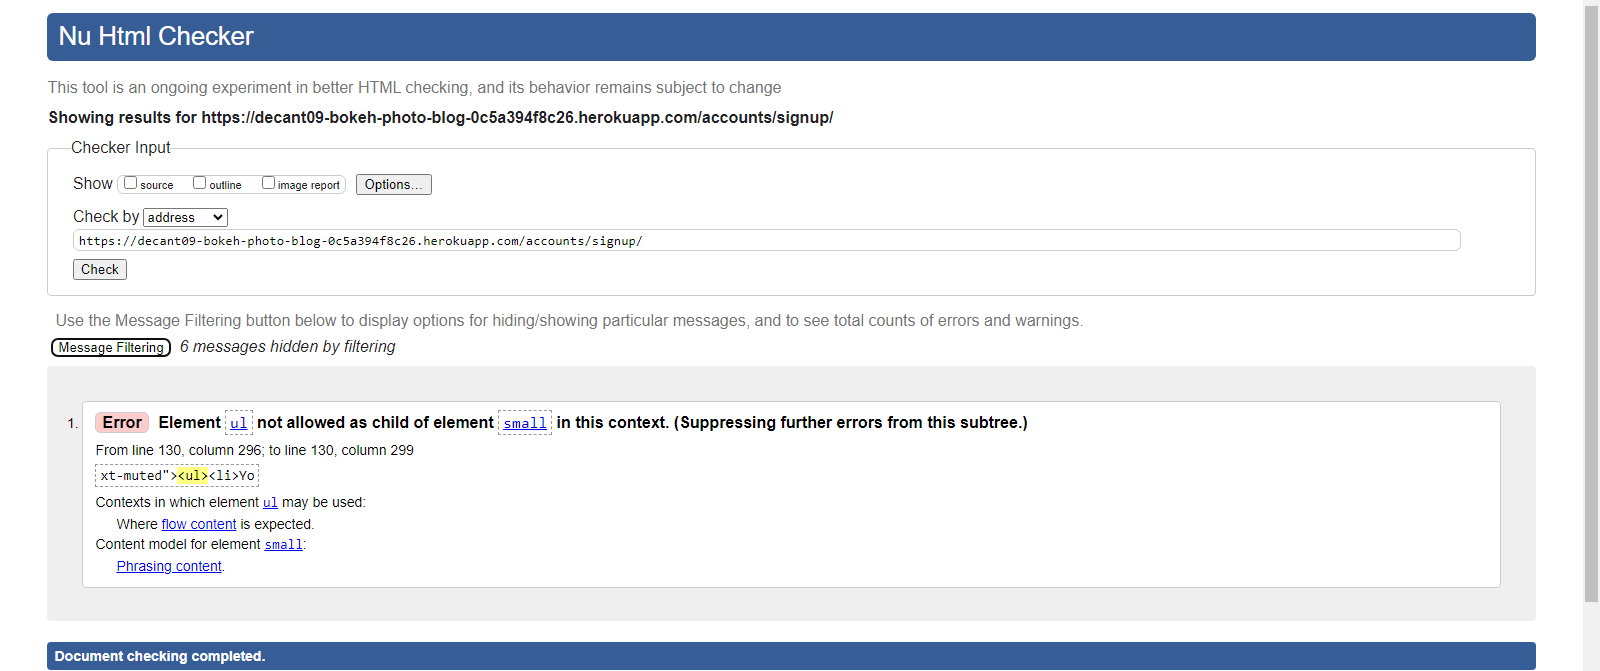 Nu Html Checker
This tool is an ongoing experiment in better HTML checking, and its behavior remains subject to change
Showing results for https://decant09-bokeh-photo-blog-0c5a394f8c26.herokuapp.com/accounts/signup/
Checker Input
Show source outline image report Options...
Check by address
https://decant09-bokeh-photo-blog-0c5a394f8c26.herokuapp.com/accounts/signup/
Check
Use the Message Filtering button below to display options for hiding/showing particular messages, and to see total counts of errors and warnings.
Message Filtering 6 messages hidden by filtering
1. Error Element ul not allowed as child of element small in this context. (Suppressing further errors from this subtree.)
From line 130, column 296; to line 130, column 299
xt-muted"><ul><li>Yo
Contexts in which element ul may be used:
Where flow content is expected.
Content model for element small:
Phrasing content.
Document checking completed.